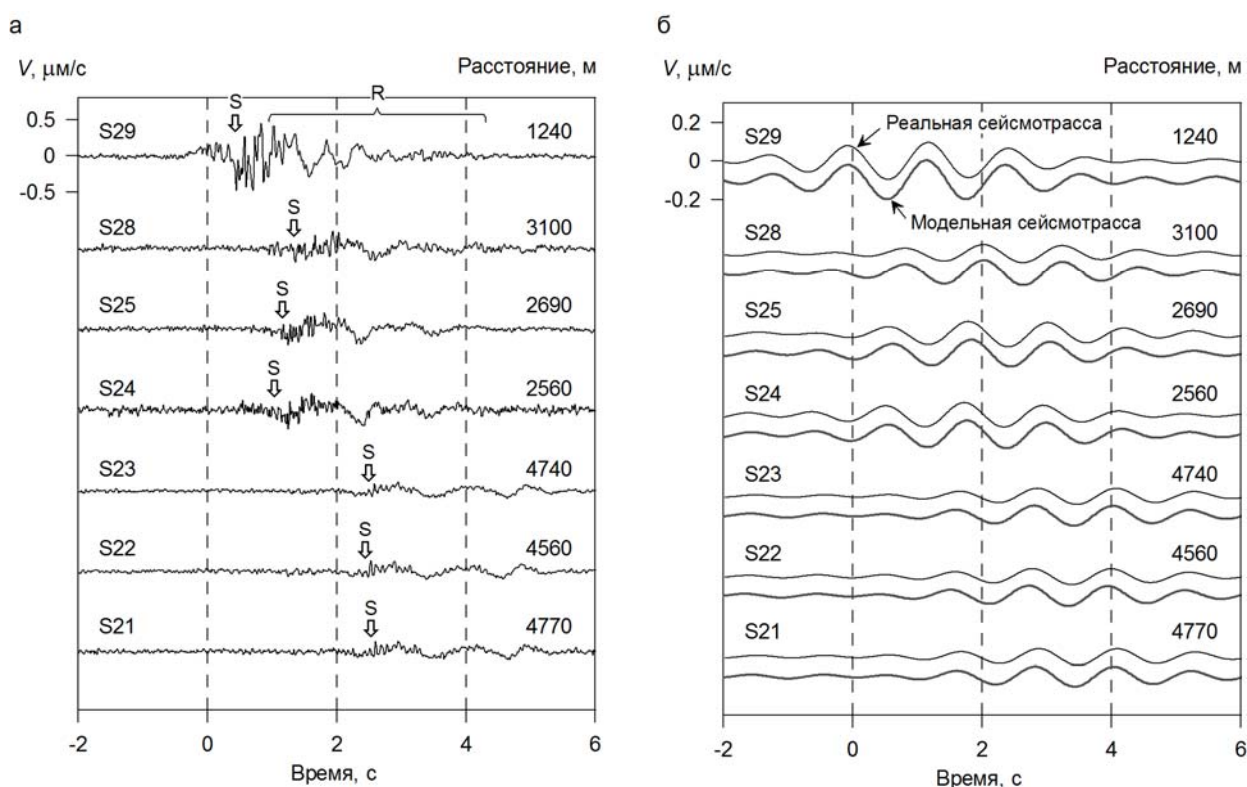 а
V, μм/с
Расстояние, м
S
R
0.5
S29
1240
0
-0.5
S
S28
3100
S
S25
2690
S
S24
2560
S
S23
4740
S
S22
4560
S
S21
4770
-2 0 2 4 6
Время, с
б
V, μм/с
Расстояние, м
0.2
Реальная сейсмотрасса
S29
1240
0
-0.2
Модельная сейсмотрасса
S28
3100
S25
2690
S24
2560
S23
4740
S22
4560
S21
4770
-2 0 2 4 6
Время, с